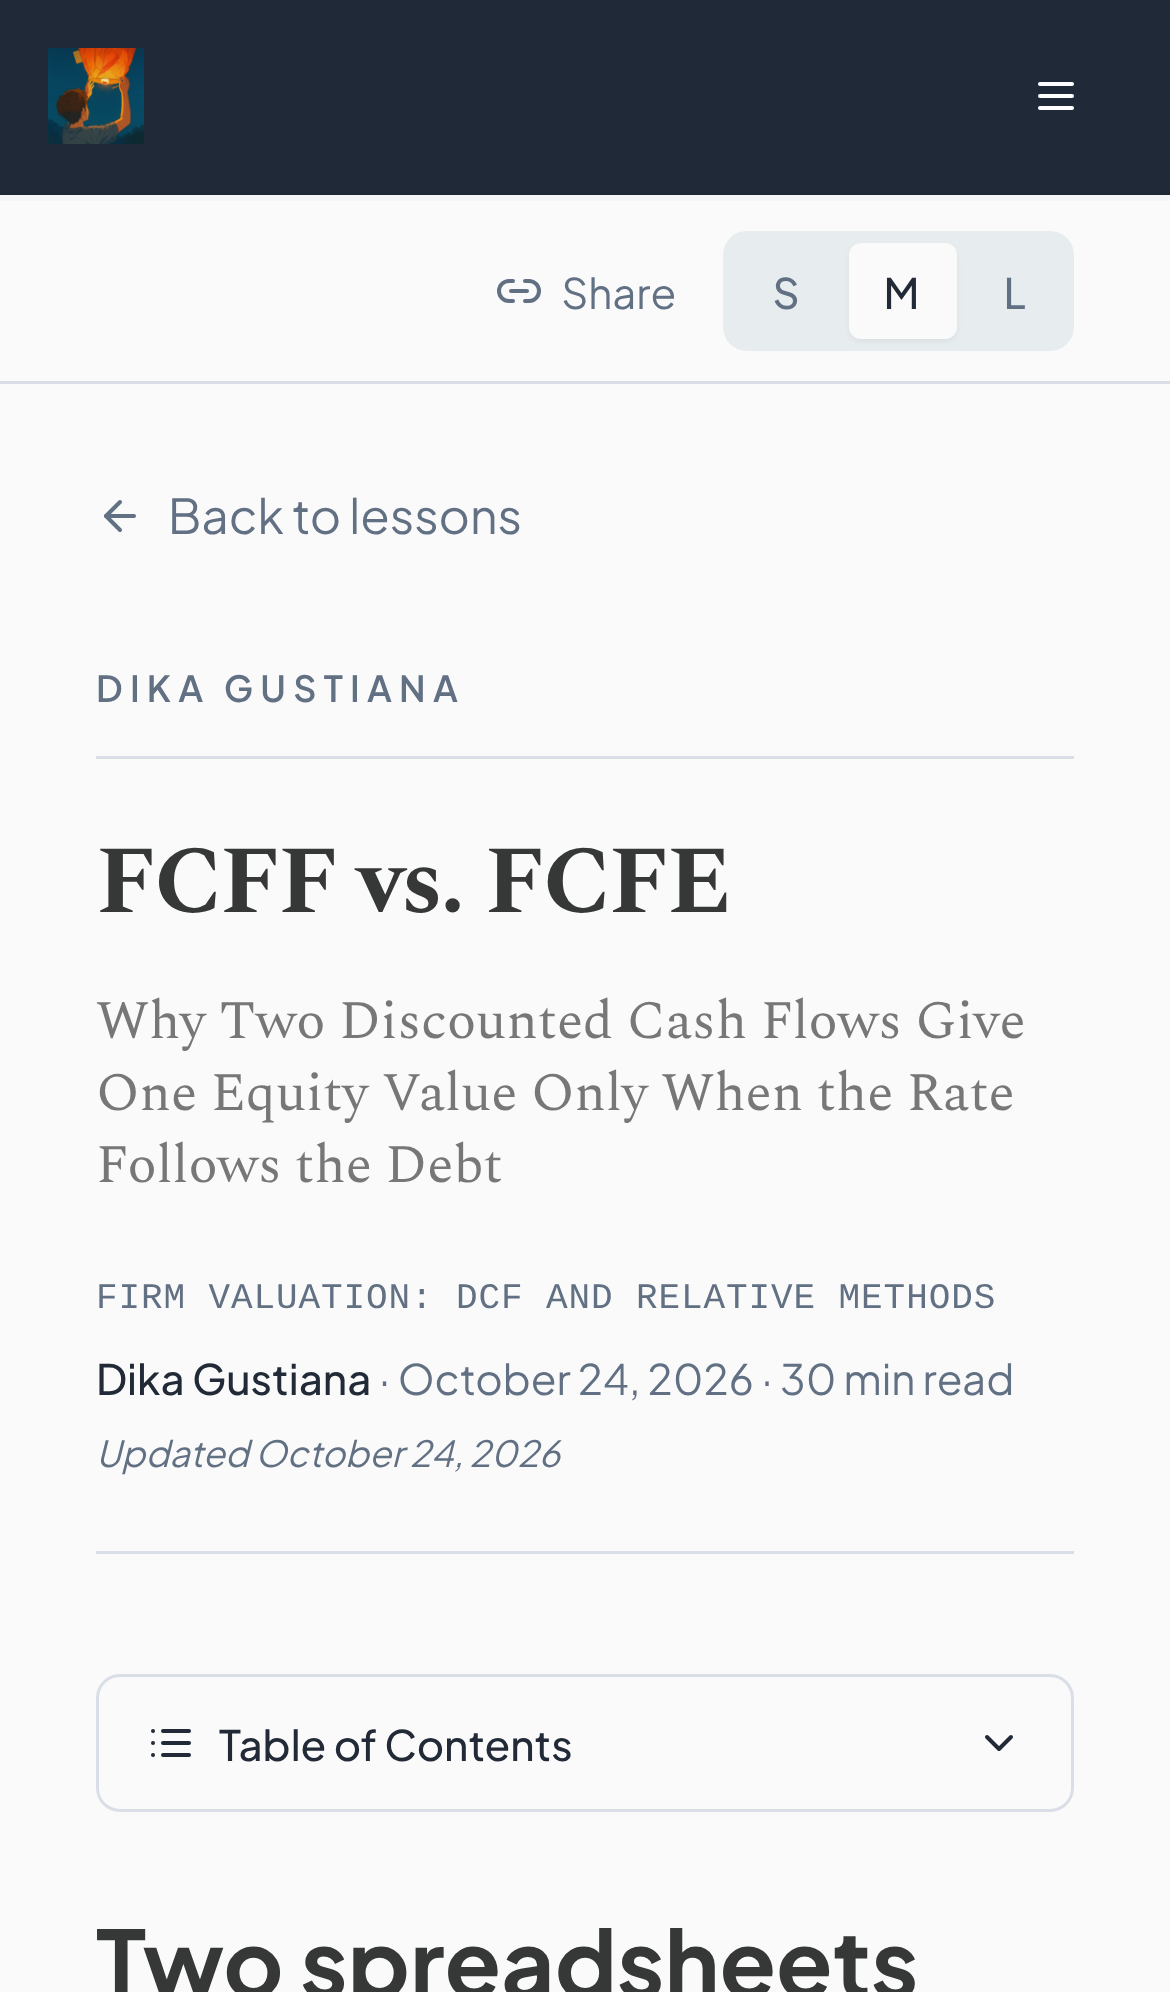 Share
S M L
Back to lessons
DIKA GUSTIANA
FCFF vs. FCFE
Why Two Discounted Cash Flows Give
One Equity Value Only When the Rate
Follows the Debt
FIRM VALUATION: DCF AND RELATIVE METHODS
Dika Gustiana · October 24, 2026 · 30 min read
Updated October 24, 2026
Table of Contents
Two spreadsheets